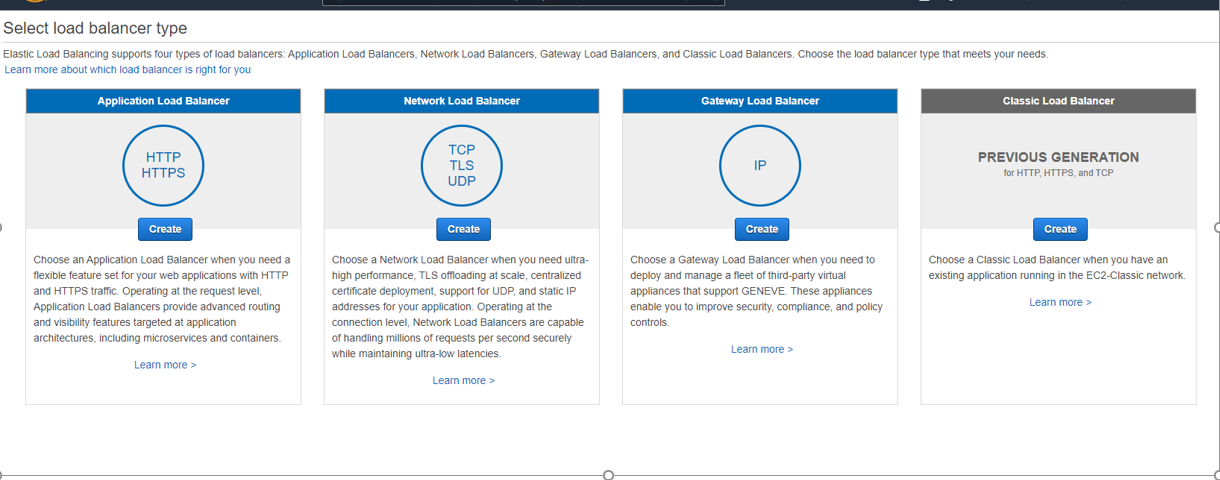 Select load balancer type
Elastic Load Balancing supports four types of load balancers: Application Load Balancers, Network Load Balancers, Gateway Load Balancers, and Classic Load Balancers. Choose the load balancer type that meets your needs.
Learn more about which load balancer is right for you
Application Load Balancer
HTTP
HTTPS
Create
Choose an Application Load Balancer when you need a
flexible feature set for your web applications with HTTP
and HTTPS traffic. Operating at the request level,
Application Load Balancers provide advanced routing
and visibility features targeted at application
architectures, including microservices and containers.
Learn more >
Network Load Balancer
TCP
TLS
UDP
Create
Choose a Network Load Balancer when you need ultra-
high performance, TLS offloading at scale, centralized
certificate deployment, support for UDP, and static IP
addresses for your application. Operating at the
connection level, Network Load Balancers are capable
of handling millions of requests per second securely
while maintaining ultra-low latencies.
Learn more >
Gateway Load Balancer
IP
Create
Choose a Gateway Load Balancer when you need to
deploy and manage a fleet of third-party virtual
appliances that support GENEVE. These appliances
enable you to improve security, compliance, and policy
controls.
Learn more >
Classic Load Balancer
PREVIOUS GENERATION
for HTTP, HTTPS, and TCP
Create
Choose a Classic Load Balancer when you have an
existing application running in the EC2-Classic network.
Learn more >